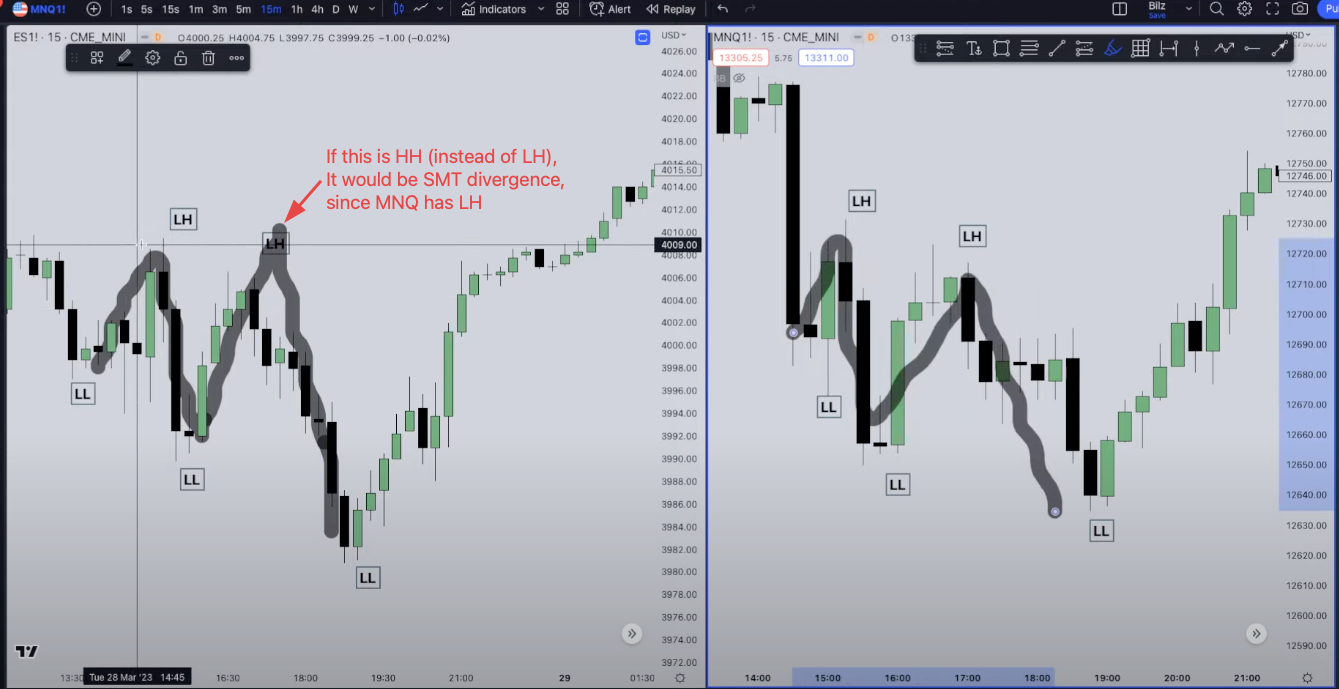 MNQ1! 1s 5s 15s 1m 3m 5m 15m 1h 4h D W Indicators Alert Replay Bilz Save
ES1! · 15 · CME_MINI D O4000.25 H4004.75 L3997.75 C3999.25 −1.00 (−0.02%) USD
MNQ1! · 15 · CME_MINI D
13305.25 5.75 13311.00
If this is HH (instead of LH),
It would be SMT divergence,
since MNQ has LH
LH
LH
LL
LL
LL
4026.00
4024.00
4022.00
4020.00
4018.00
4015.50
4014.00
4012.00
4010.00
4009.00
4008.00
4006.00
4004.00
4002.00
4000.00
3998.00
3996.00
3994.00
3992.00
3990.00
3988.00
3986.00
3984.00
3982.00
3980.00
3978.00
3976.00
3974.00
3972.00
13:30 Tue 28 Mar '23 14:45 16:30 18:00 19:30 21:00 29 01:30
LH
LH
LL
LL
LL
12780.00
12770.00
12760.00
12750.00
12746.00
12740.00
12730.00
12720.00
12710.00
12700.00
12690.00
12680.00
12670.00
12660.00
12650.00
12640.00
12630.00
12620.00
12610.00
12600.00
12590.00
14:00 15:00 16:00 17:00 18:00 19:00 20:00 21:00